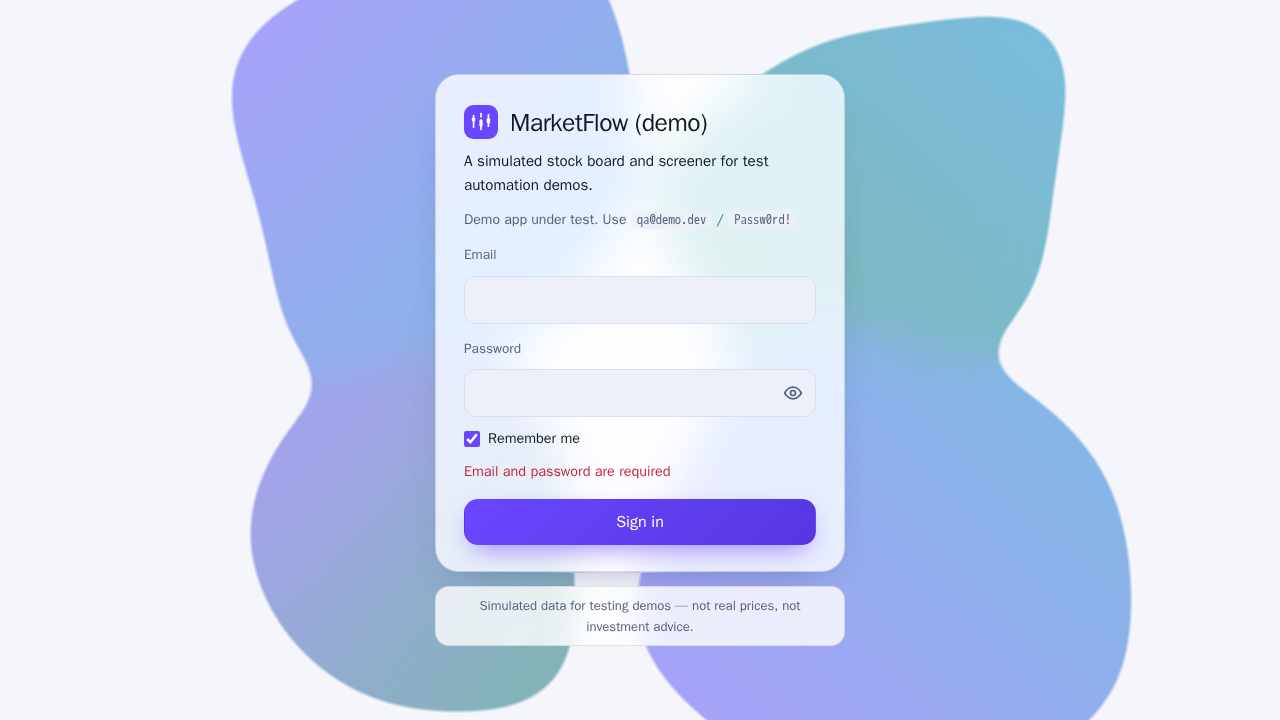 MarketFlow (demo)
A simulated stock board and screener for test
automation demos.
Demo app under test. Use qa@demo.dev / Passw0rd!
Email
Password
Remember me
Email and password are required
Sign in
Simulated data for testing demos — not real prices, not
investment advice.